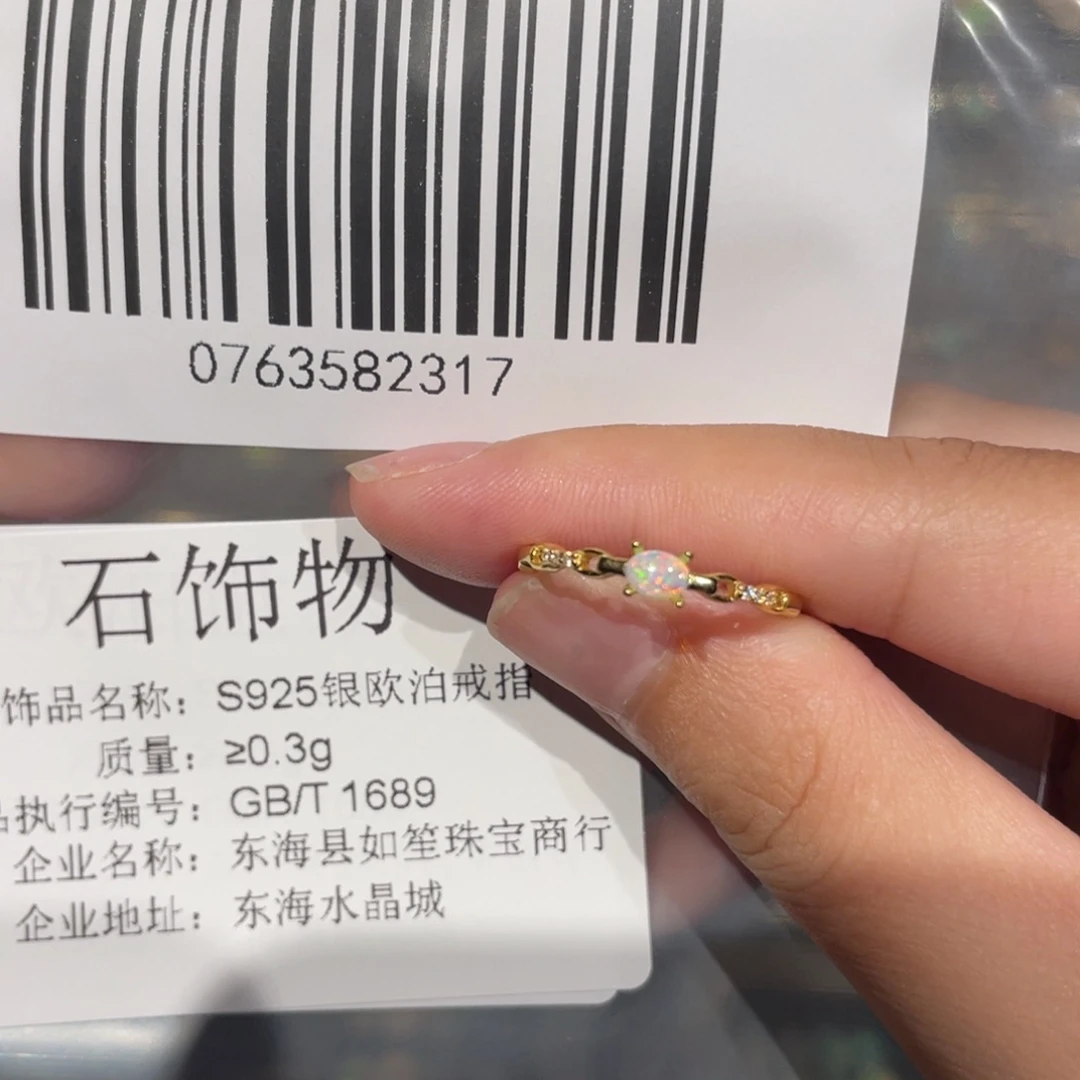 0763582317
石饰物
饰品名称：S925银欧泊戒指
质量：≥0.3g
品执行编号：GB/T 1689
企业名称：东海县如笙珠宝商行
企业地址：东海水晶城